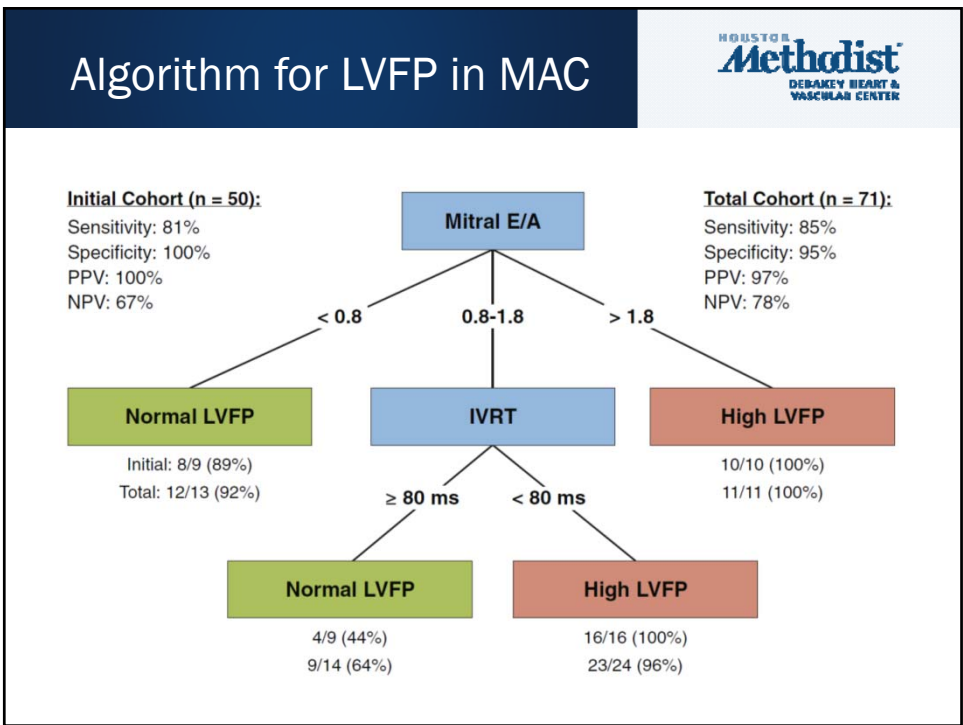 Algorithm for LVFP in MAC
HOUSTON
Methodist
DEBAKEY HEART &
VASCULAR CENTER
Initial Cohort (n = 50):
Sensitivity: 81%
Specificity: 100%
PPV: 100%
NPV: 67%
Mitral E/A
Total Cohort (n = 71):
Sensitivity: 85%
Specificity: 95%
PPV: 97%
NPV: 78%
< 0.8
0.8-1.8
> 1.8
Normal LVFP
Initial: 8/9 (89%)
Total: 12/13 (92%)
IVRT
High LVFP
10/10 (100%)
11/11 (100%)
≥ 80 ms
< 80 ms
Normal LVFP
4/9 (44%)
9/14 (64%)
High LVFP
16/16 (100%)
23/24 (96%)